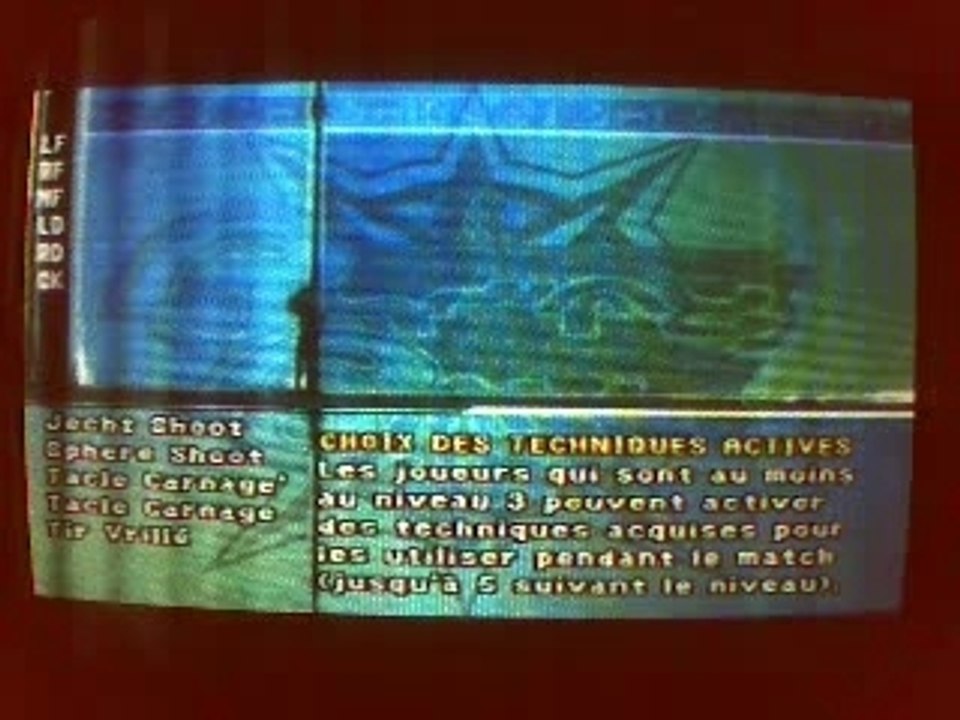 LF
RF
MF
LD
RD
GK
Jecht Shoot
Sphere Shoot
Tacle Carnage'
Tacle Carnage
Tir Vrillé
CHOIX DES TECHNIQUES ACTIVES
Les joueurs qui sont au moins
au niveau 3 peuvent activer
des techniques acquises pour
les utiliser pendant le match
(jusqu'à 5 suivant le niveau).